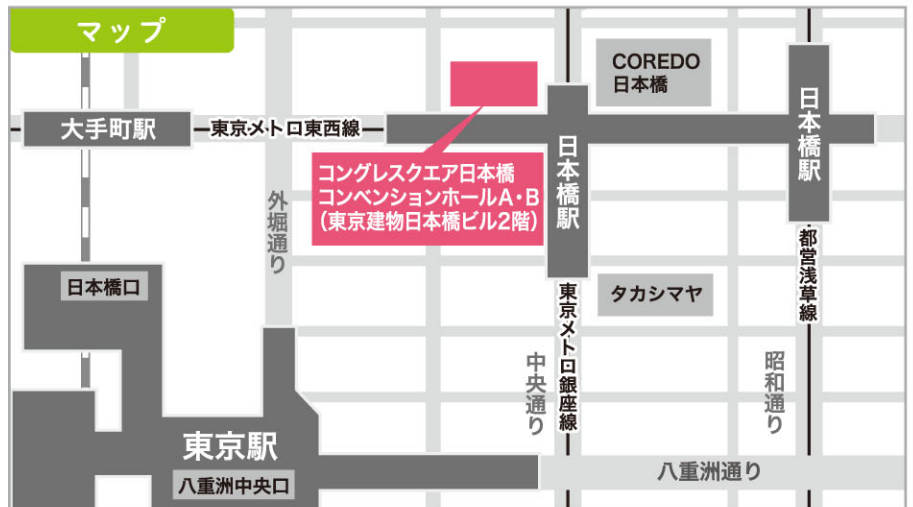 マップ
COREDO
日本橋
大手町駅
東京メトロ東西線
日本橋駅
日本橋駅
コングレスクエア日本橋
コンベンションホールA・B
（東京建物日本橋ビル2階）
外堀通り
都営浅草線
日本橋口
タカシマヤ
東京メトロ銀座線
中央通り
昭和通り
東京駅
八重洲中央口
八重洲通り